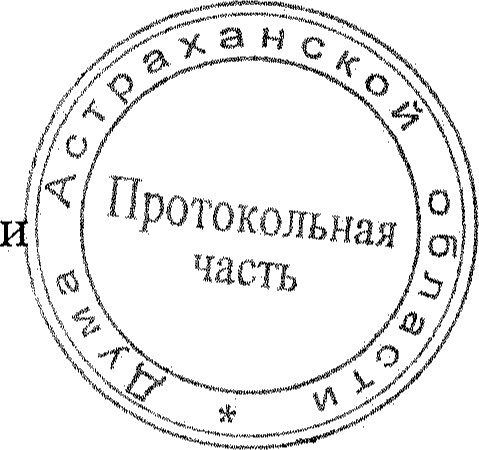 Дума Астраханской области *
Протокольная
часть
и